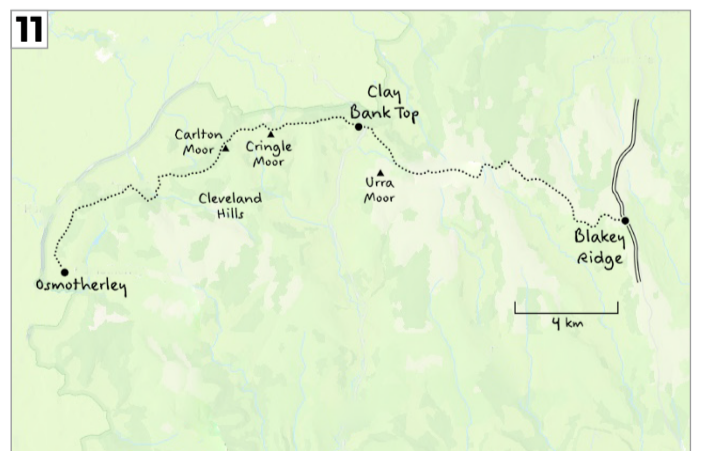 11
Clay
Bank Top
Carlton
Moor
Cringle
Moor
Urra
Moor
Cleveland
Hills
Blakey
Ridge
Osmotherley
4 km